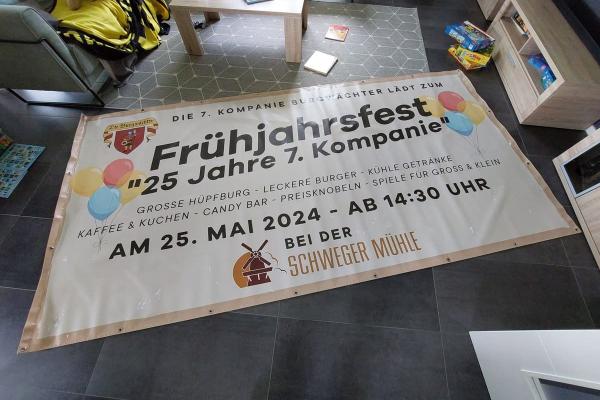 DIE 7. KOMPANIE BURGWÄCHTER LÄDT ZUM
Frühjahrsfest
"25 Jahre 7. Kompanie"
GROSSE HÜPFBURG - LECKERE BURGER - KÜHLE GETRÄNKE
KAFFEE & KUCHEN - CANDY BAR - PREISKNOBELN - SPIELE FÜR GROSS & KLEIN
AM 25. MAI 2024 - AB 14:30 UHR
BEI DER
SCHWEGER MÜHLE